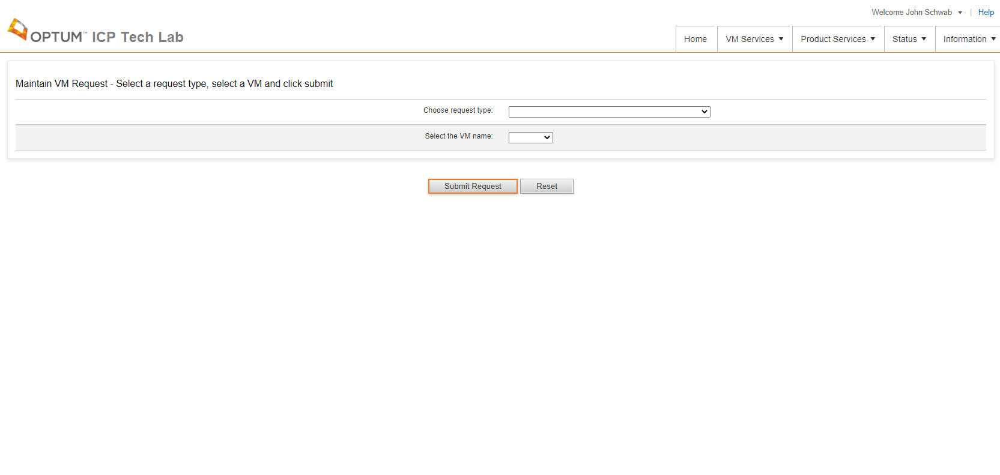 Welcome John Schwab ▼ | Help
OPTUM™ ICP Tech Lab
Home VM Services ▼ Product Services ▼ Status ▼ Information ▼
Maintain VM Request - Select a request type, select a VM and click submit
Choose request type:
Select the VM name:
Submit Request Reset